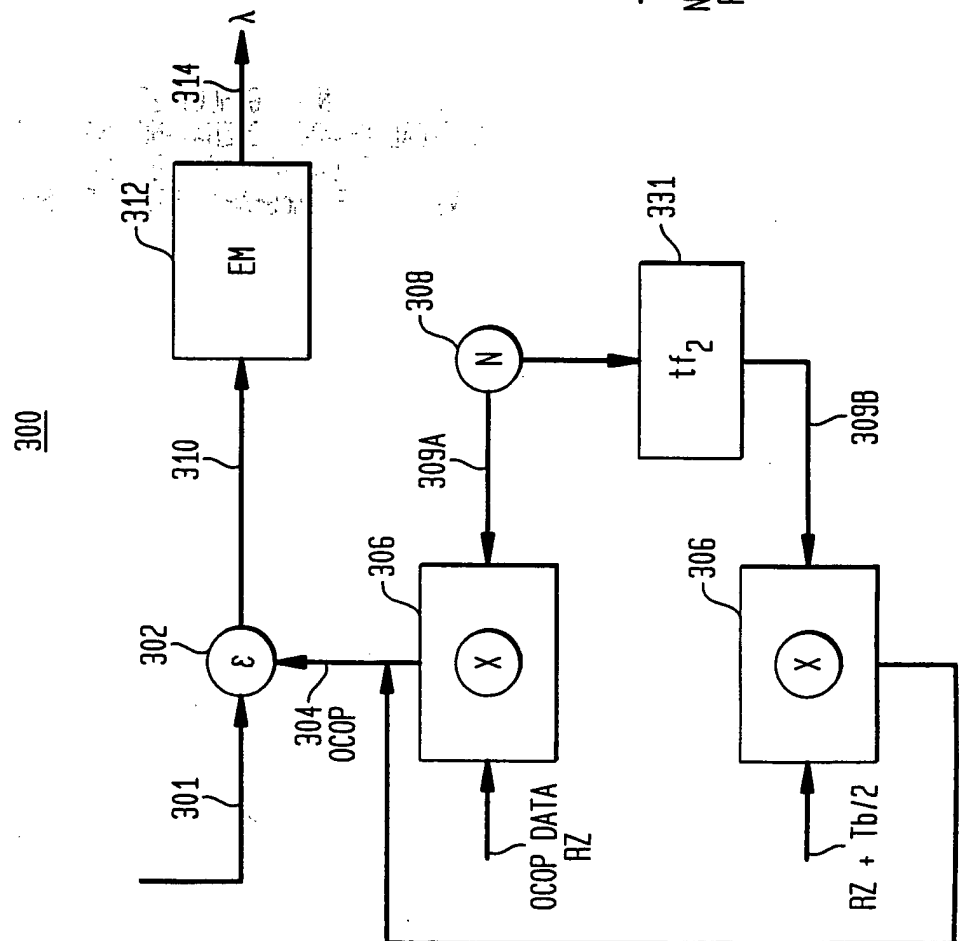 300
301
302
ε
304
OCOP
310
312
EM
314
λ
306
X
OCOP DATA
RZ
309A
308
N
331
tf2
309B
306
X
RZ + Tb/2
N